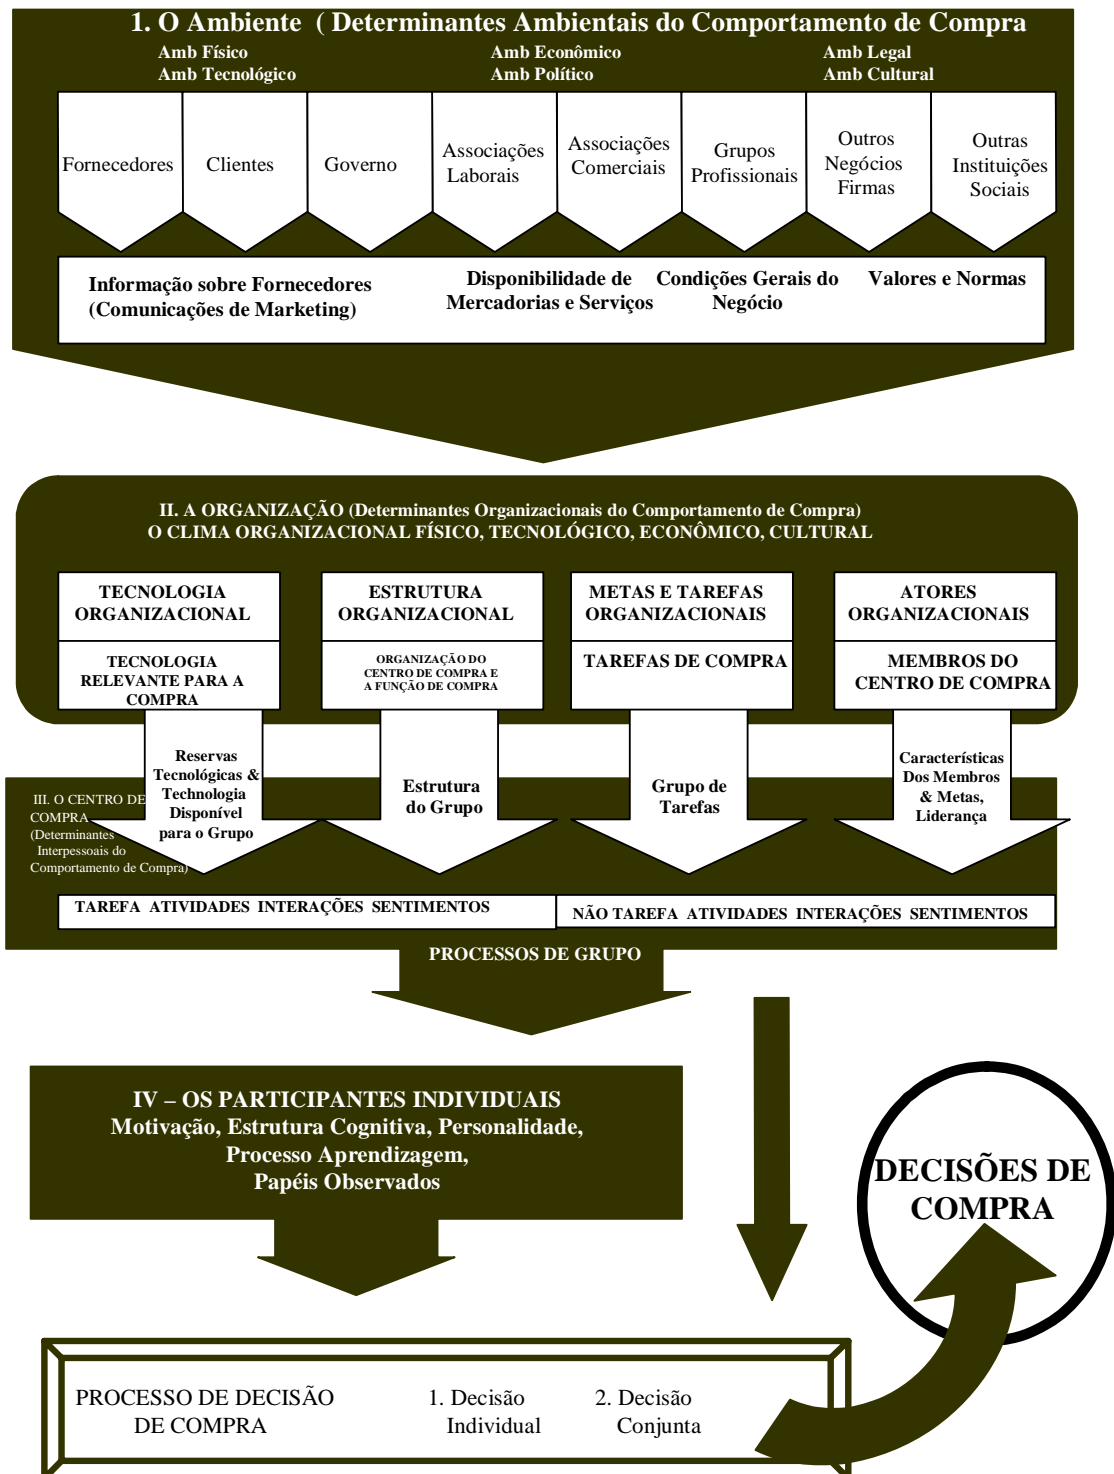 1. O Ambiente ( Determinantes Ambientais do Comportamento de Compra
Amb Físico
Amb Tecnológico
Amb Econômico
Amb Político
Amb Legal
Amb Cultural
Fornecedores
Clientes
Governo
Associações
Laborais
Associações
Comerciais
Grupos
Profissionais
Outros
Negócios
Firmas
Outras
Instituições
Sociais
Informação sobre Fornecedores
(Comunicações de Marketing)
Disponibilidade de
Mercadorias e Serviços
Condições Gerais do
Negócio
Valores e Normas
II. A ORGANIZAÇÃO (Determinantes Organizacionais do Comportamento de Compra)
O CLIMA ORGANIZACIONAL FÍSICO, TECNOLÓGICO, ECONÔMICO, CULTURAL
TECNOLOGIA
ORGANIZACIONAL
TECNOLOGIA
RELEVANTE PARA A
COMPRA
ESTRUTURA
ORGANIZACIONAL
ORGANIZAÇÃO DO
CENTRO DE COMPRA E
A FUNÇÃO DE COMPRA
METAS E TAREFAS
ORGANIZACIONAIS
TAREFAS DE COMPRA
ATORES
ORGANIZACIONAIS
MEMBROS DO
CENTRO DE COMPRA
Reservas
Tecnológicas &
Technologia
Disponível
para o Grupo
Estrutura
do Grupo
Grupo de
Tarefas
Características
Dos Membros
& Metas,
Liderança
III. O CENTRO DE
COMPRA
(Determinantes
Interpessoais do
Comportamento de Compra)
TAREFA ATIVIDADES INTERAÇÕES SENTIMENTOS
NÃO TAREFA ATIVIDADES INTERAÇÕES SENTIMENTOS
PROCESSOS DE GRUPO
IV – OS PARTICIPANTES INDIVIDUAIS
Motivação, Estrutura Cognitiva, Personalidade,
Processo Aprendizagem,
Papéis Observados
DECISÕES DE
COMPRA
PROCESSO DE DECISÃO
DE COMPRA
1. Decisão
Individual
2. Decisão
Conjunta